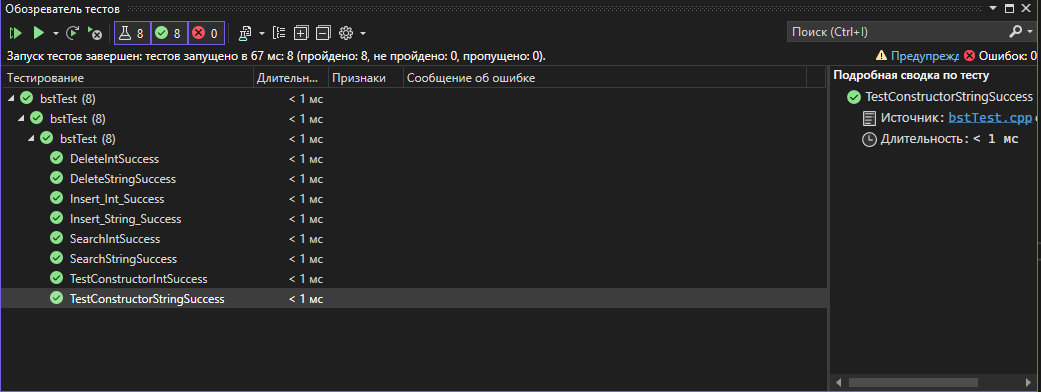 Обозреватель тестов
8 8 0
Поиск (Ctrl+I)
Запуск тестов завершен: тестов запущено в 67 мс: 8 (пройдено: 8, не пройдено: 0, пропущено: 0).
Предупрежд
Ошибок: 0
Тестирование Длительн... Признаки Сообщение об ошибке
bstTest (8) < 1 мс
bstTest (8) < 1 мс
bstTest (8) < 1 мс
DeleteIntSuccess < 1 мс
DeleteStringSuccess < 1 мс
Insert_Int_Success < 1 мс
Insert_String_Success < 1 мс
SearchIntSuccess < 1 мс
SearchStringSuccess < 1 мс
TestConstructorIntSuccess < 1 мс
TestConstructorStringSuccess < 1 мс
Подробная сводка по тесту
TestConstructorStringSuccess
Источник: bstTest.cpp
Длительность: < 1 мс